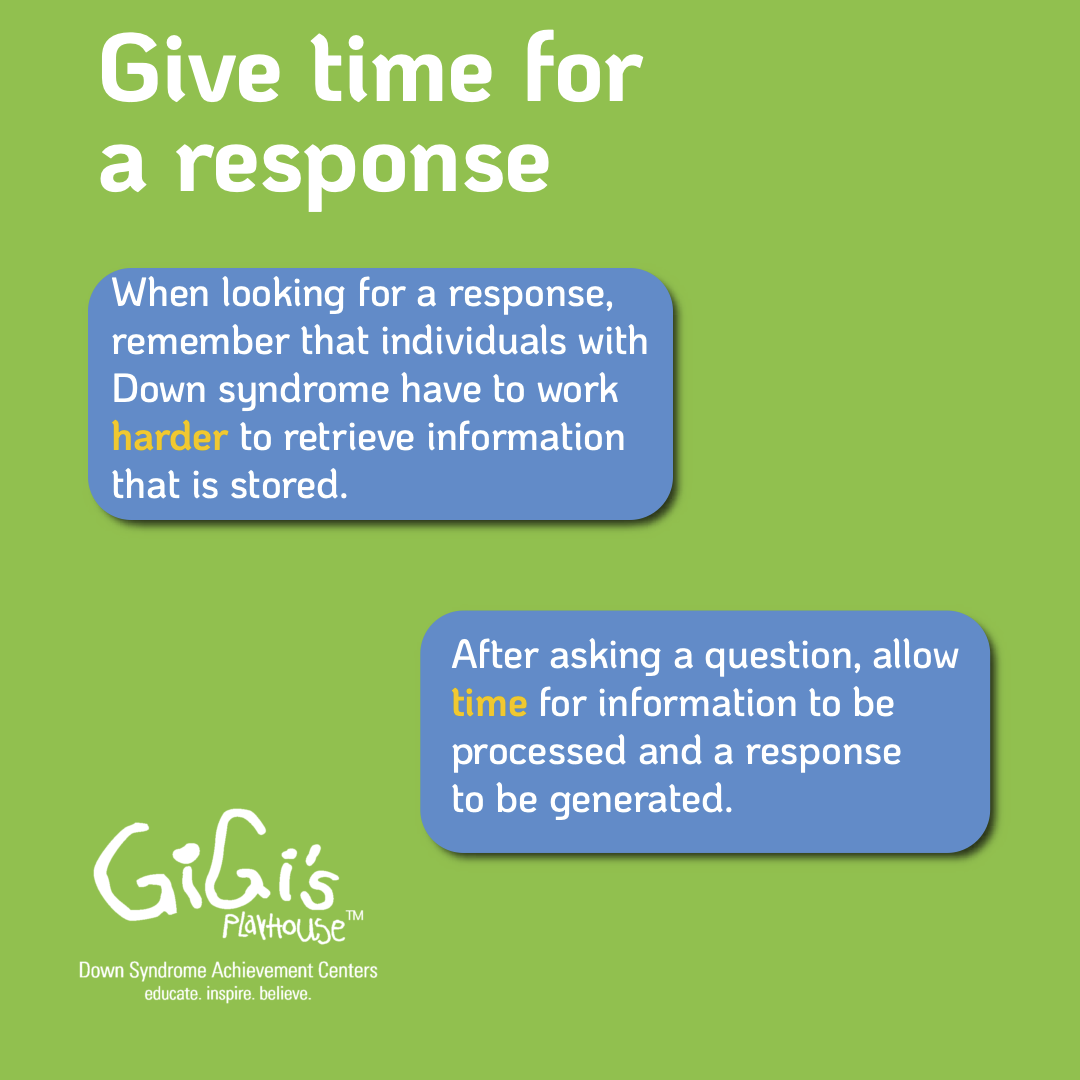 Give time for
a response
When looking for a response,
remember that individuals with
Down syndrome have to work
harder to retrieve information
that is stored.
After asking a question, allow
time for information to be
processed and a response
to be generated.
GiGi's
PLAYHOUSE™
Down Syndrome Achievement Centers
educate. inspire. believe.